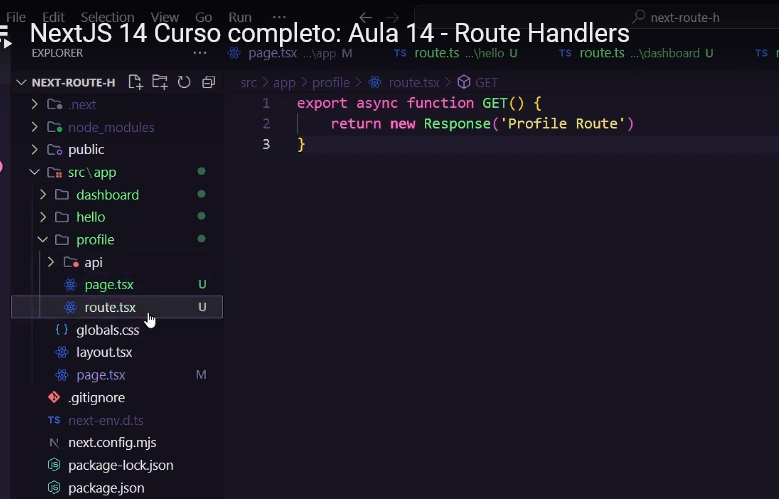 File Edit Selection View Go Run ... next-route-h
NextJS 14 Curso completo: Aula 14 - Route Handlers
EXPLORER ... page.tsx ...\app M TS route.ts ...\hello U TS route.ts ...\dashboard U TS
NEXT-ROUTE-H src > app > profile > route.tsx > GET
.next
node_modules
public
src\app
dashboard
hello
profile
api
page.tsx U
route.tsx U
{ } globals.css
layout.tsx
page.tsx M
.gitignore
TS next-env.d.ts
N next.config.mjs
package-lock.json
package.json
1 export async function GET() {
2 return new Response('Profile Route')
3 }